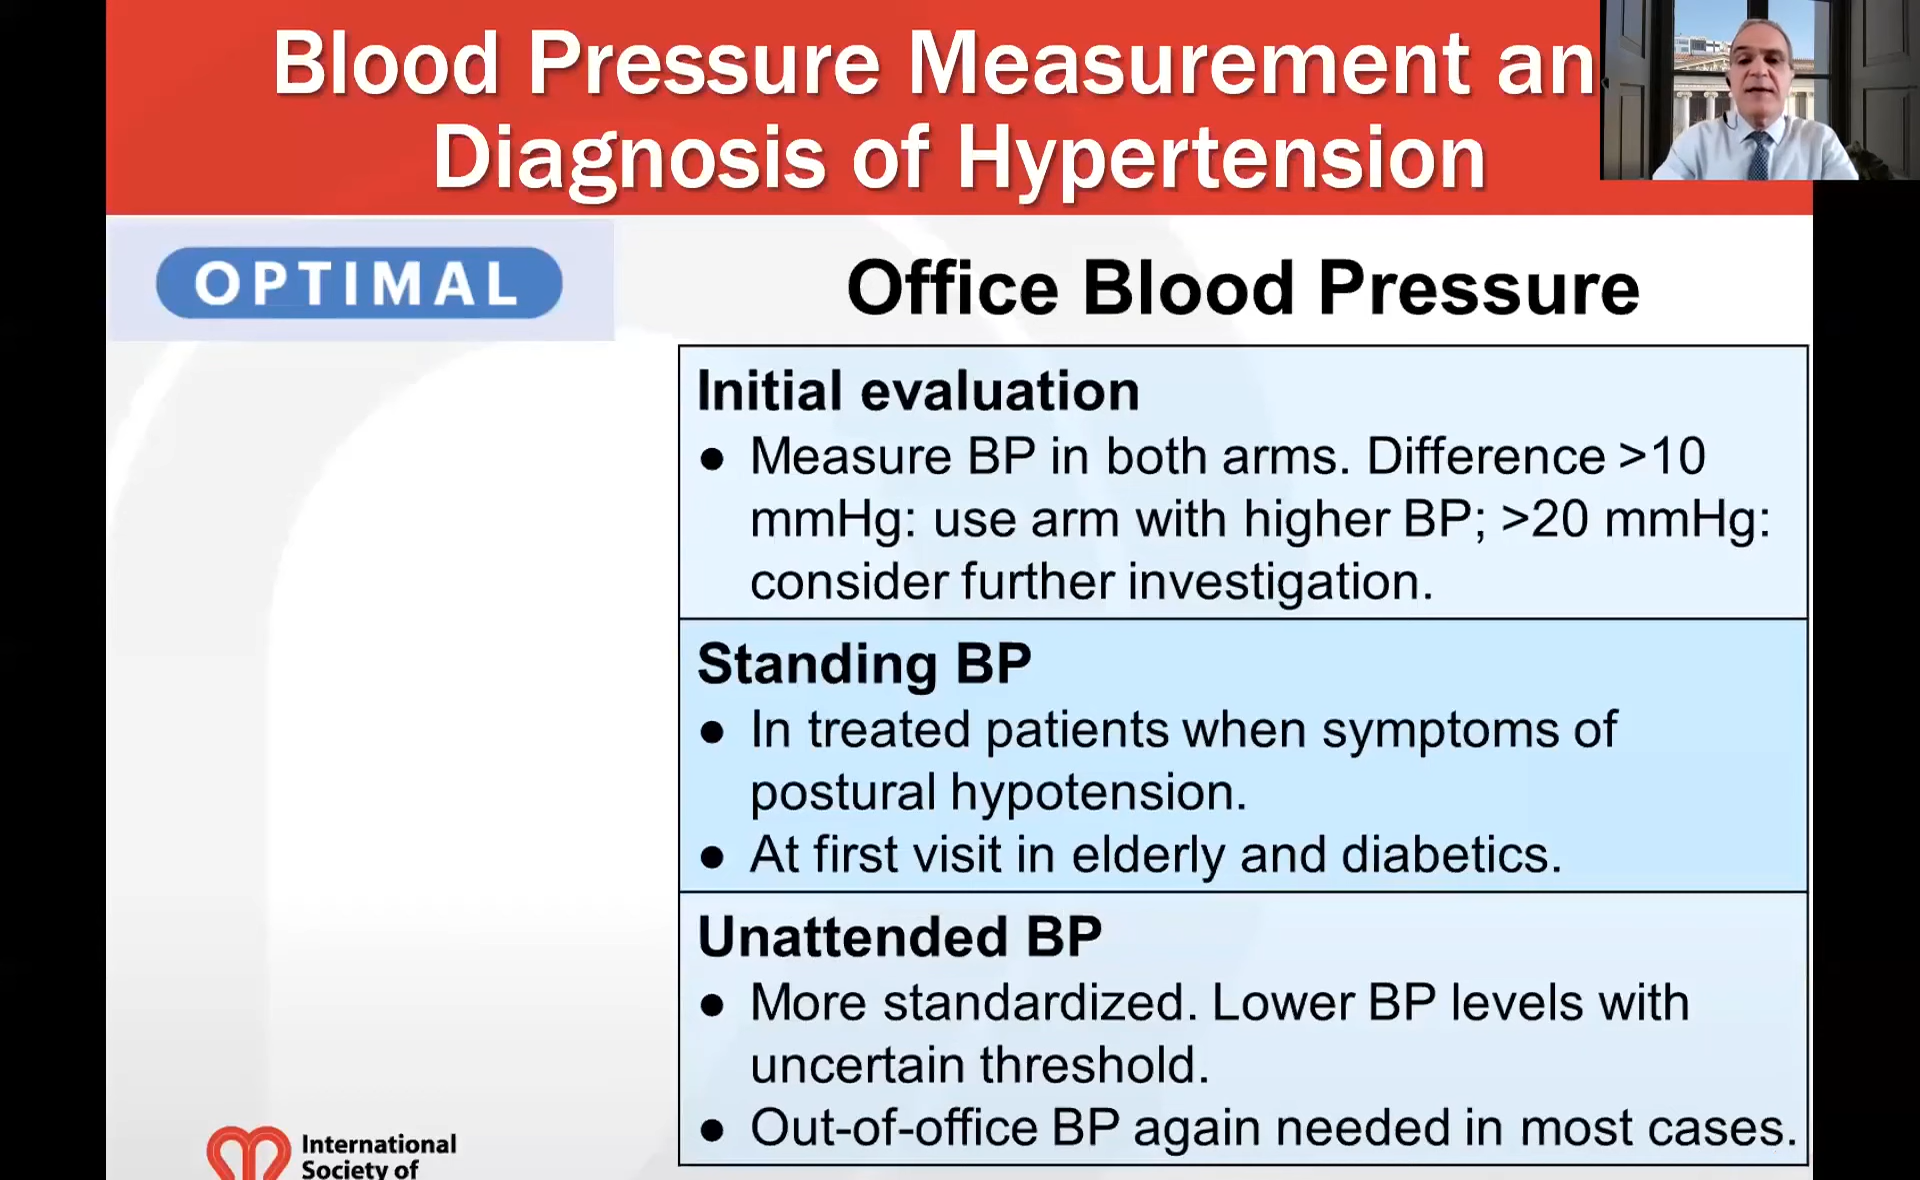 Blood Pressure Measurement an
Diagnosis of Hypertension
OPTIMAL
Office Blood Pressure
Initial evaluation
● Measure BP in both arms. Difference >10
mmHg: use arm with higher BP; >20 mmHg:
consider further investigation.
Standing BP
● In treated patients when symptoms of
postural hypotension.
● At first visit in elderly and diabetics.
Unattended BP
● More standardized. Lower BP levels with
uncertain threshold.
● Out-of-office BP again needed in most cases.
International
Society of